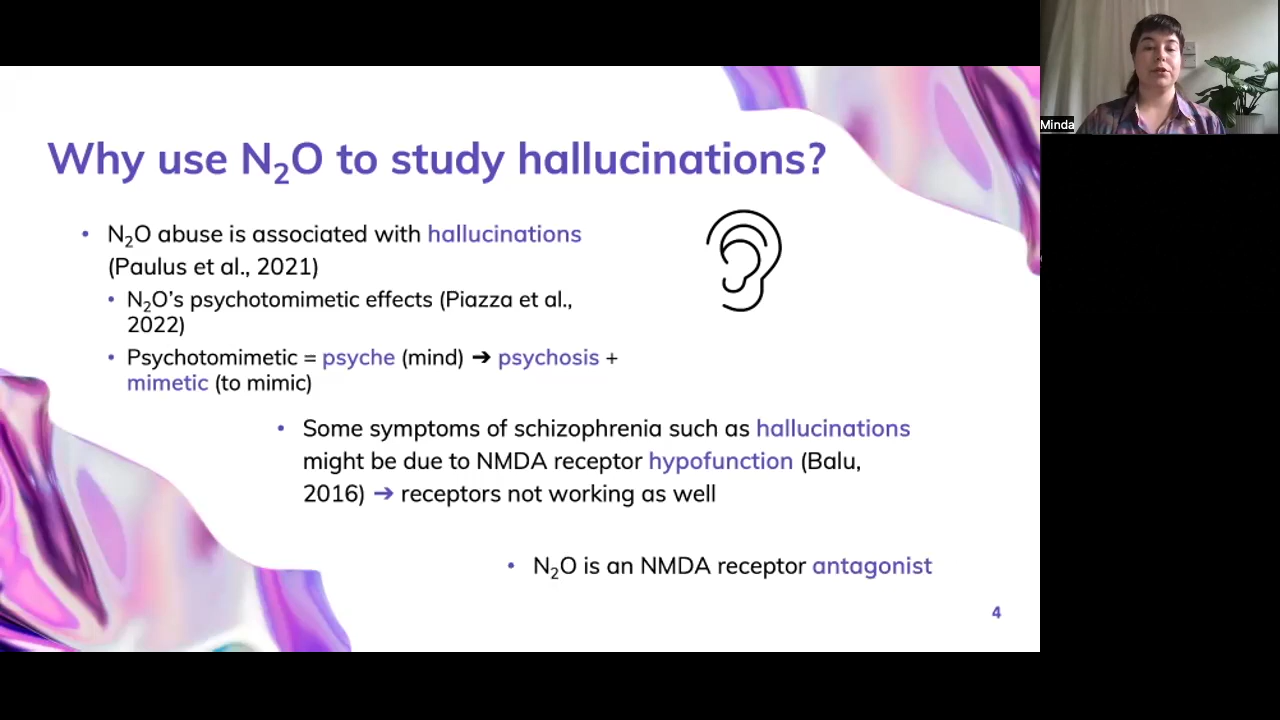 Minda
Why use N₂O to study hallucinations?
• N₂O abuse is associated with hallucinations
(Paulus et al., 2021)
• N₂O’s psychotomimetic effects (Piazza et al.,
2022)
• Psychotomimetic = psyche (mind) ➔ psychosis +
mimetic (to mimic)
• Some symptoms of schizophrenia such as hallucinations
might be due to NMDA receptor hypofunction (Balu,
2016) ➔ receptors not working as well
• N₂O is an NMDA receptor antagonist
4